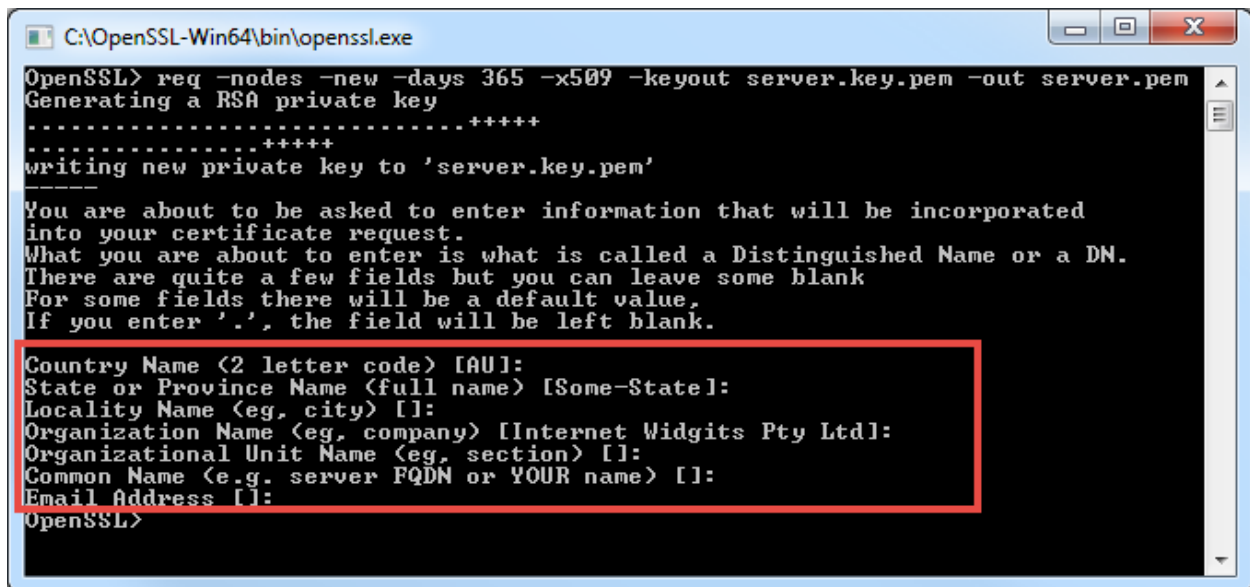 C:\OpenSSL-Win64\bin\openssl.exe
OpenSSL> req -nodes -new -days 365 -x509 -keyout server.key.pem -out server.pem
Generating a RSA private key
..............................+++++
................+++++
writing new private key to 'server.key.pem'
-----
You are about to be asked to enter information that will be incorporated
into your certificate request.
What you are about to enter is what is called a Distinguished Name or a DN.
There are quite a few fields but you can leave some blank
For some fields there will be a default value,
If you enter '.', the field will be left blank.
Country Name (2 letter code) [AU]:
State or Province Name (full name) [Some-State]:
Locality Name (eg, city) []:
Organization Name (eg, company) [Internet Widgits Pty Ltd]:
Organizational Unit Name (eg, section) []:
Common Name (e.g. server FQDN or YOUR name) []:
Email Address []:
OpenSSL>